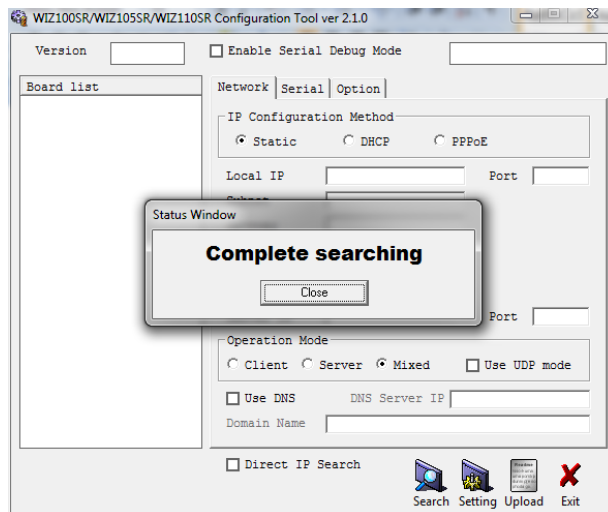 WIZ100SR/WIZ105SR/WIZ110SR Configuration Tool ver 2.1.0
Version
Enable Serial Debug Mode
Board list
Network Serial Option
IP Configuration Method
Static DHCP PPPoE
Local IP Port
Subnet
Status Window
Complete searching
Close
Port
Operation Mode
Client Server Mixed Use UDP mode
Use DNS DNS Server IP
Domain Name
Direct IP Search
Search Setting Upload Exit